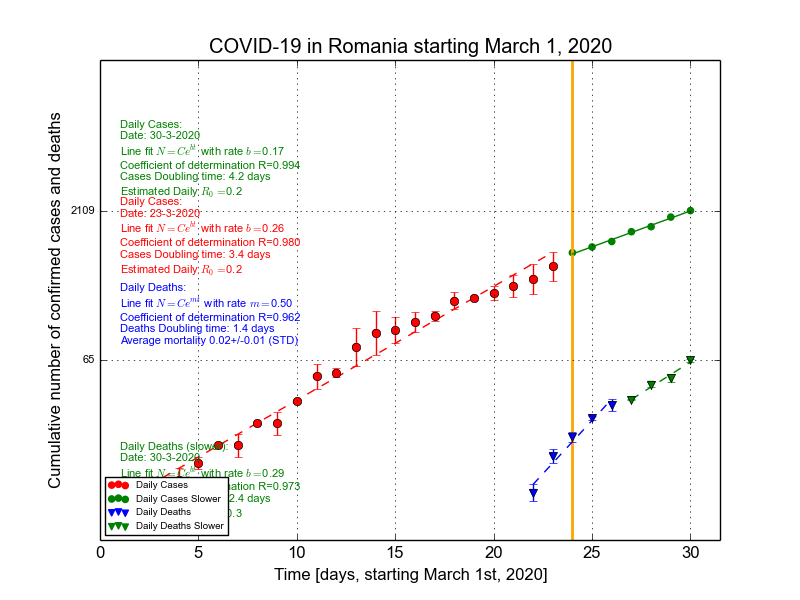 COVID-19 in Romania starting March 1, 2020
Cumulative number of confirmed cases and deaths
Daily Cases:
Date: 30-3-2020
Line fit N = Ce^{bt} with rate b =0.17
Coefficient of determination R=0.994
Cases Doubling time: 4.2 days
Estimated Daily R_0 =0.2
Daily Cases:
Date: 23-3-2020
Line fit N = Ce^{bt} with rate b =0.26
Coefficient of determination R=0.980
Cases Doubling time: 3.4 days
Estimated Daily R_0 =0.2
Daily Deaths:
Line fit N = Ce^{mt} with rate m =0.50
Coefficient of determination R=0.962
Deaths Doubling time: 1.4 days
Average mortality 0.02+/-0.01 (STD)
Daily Deaths (slower):
Date: 30-3-2020
Line fit N = Ce^{bt} with rate b =0.29
R=0.973
2.4 days
0.3
2109
65
Daily Cases
Daily Cases Slower
Daily Deaths
Daily Deaths Slower
0 5 10 15 20 25 30
Time [days, starting March 1st, 2020]